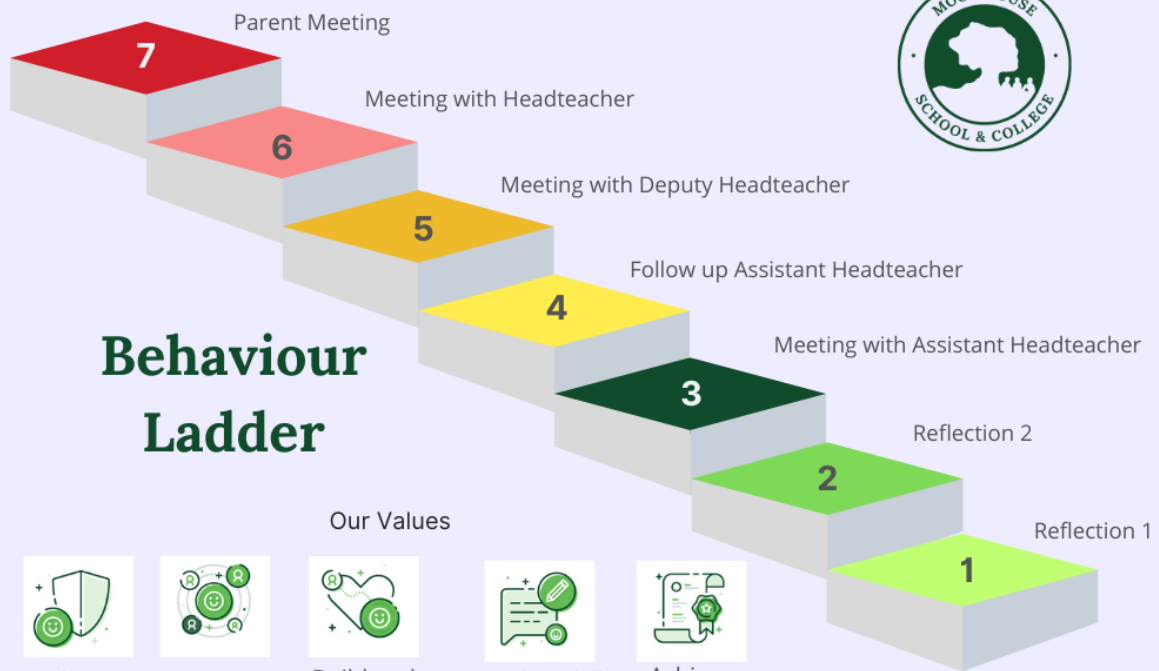 Parent Meeting
7
Meeting with Headteacher
6
Meeting with Deputy Headteacher
5
Follow up Assistant Headteacher
4
Meeting with Assistant Headteacher
3
Reflection 2
2
Reflection 1
1
Behaviour
Ladder
Our Values
SCHOOL & COLLEGE